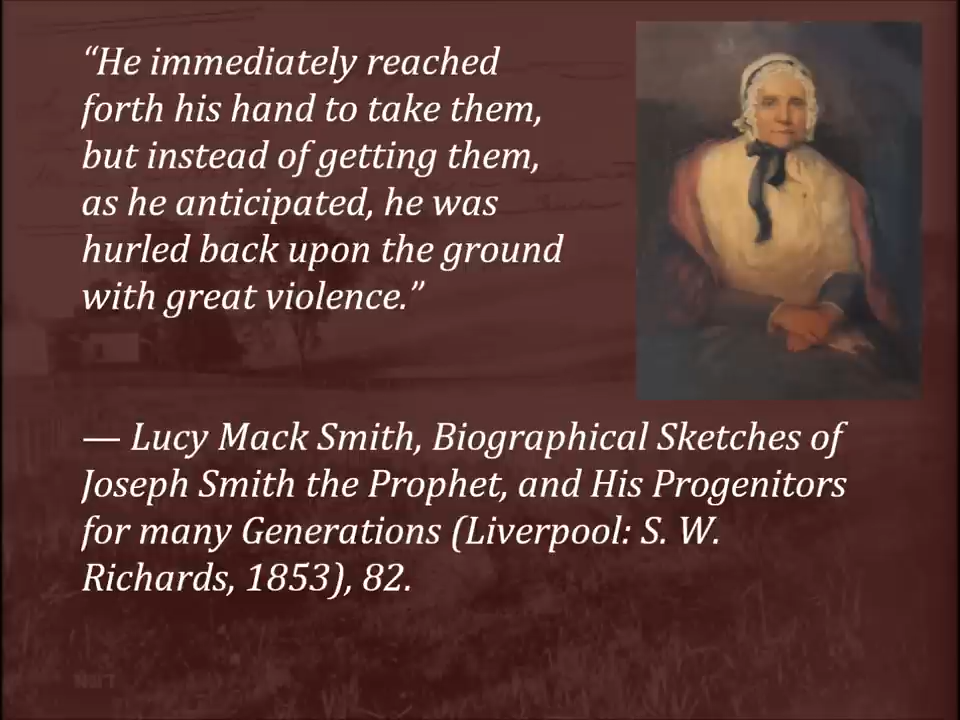 “He immediately reached
forth his hand to take them,
but instead of getting them,
as he anticipated, he was
hurled back upon the ground
with great violence.”
— Lucy Mack Smith, Biographical Sketches of
Joseph Smith the Prophet, and His Progenitors
for many Generations (Liverpool: S. W.
Richards, 1853), 82.